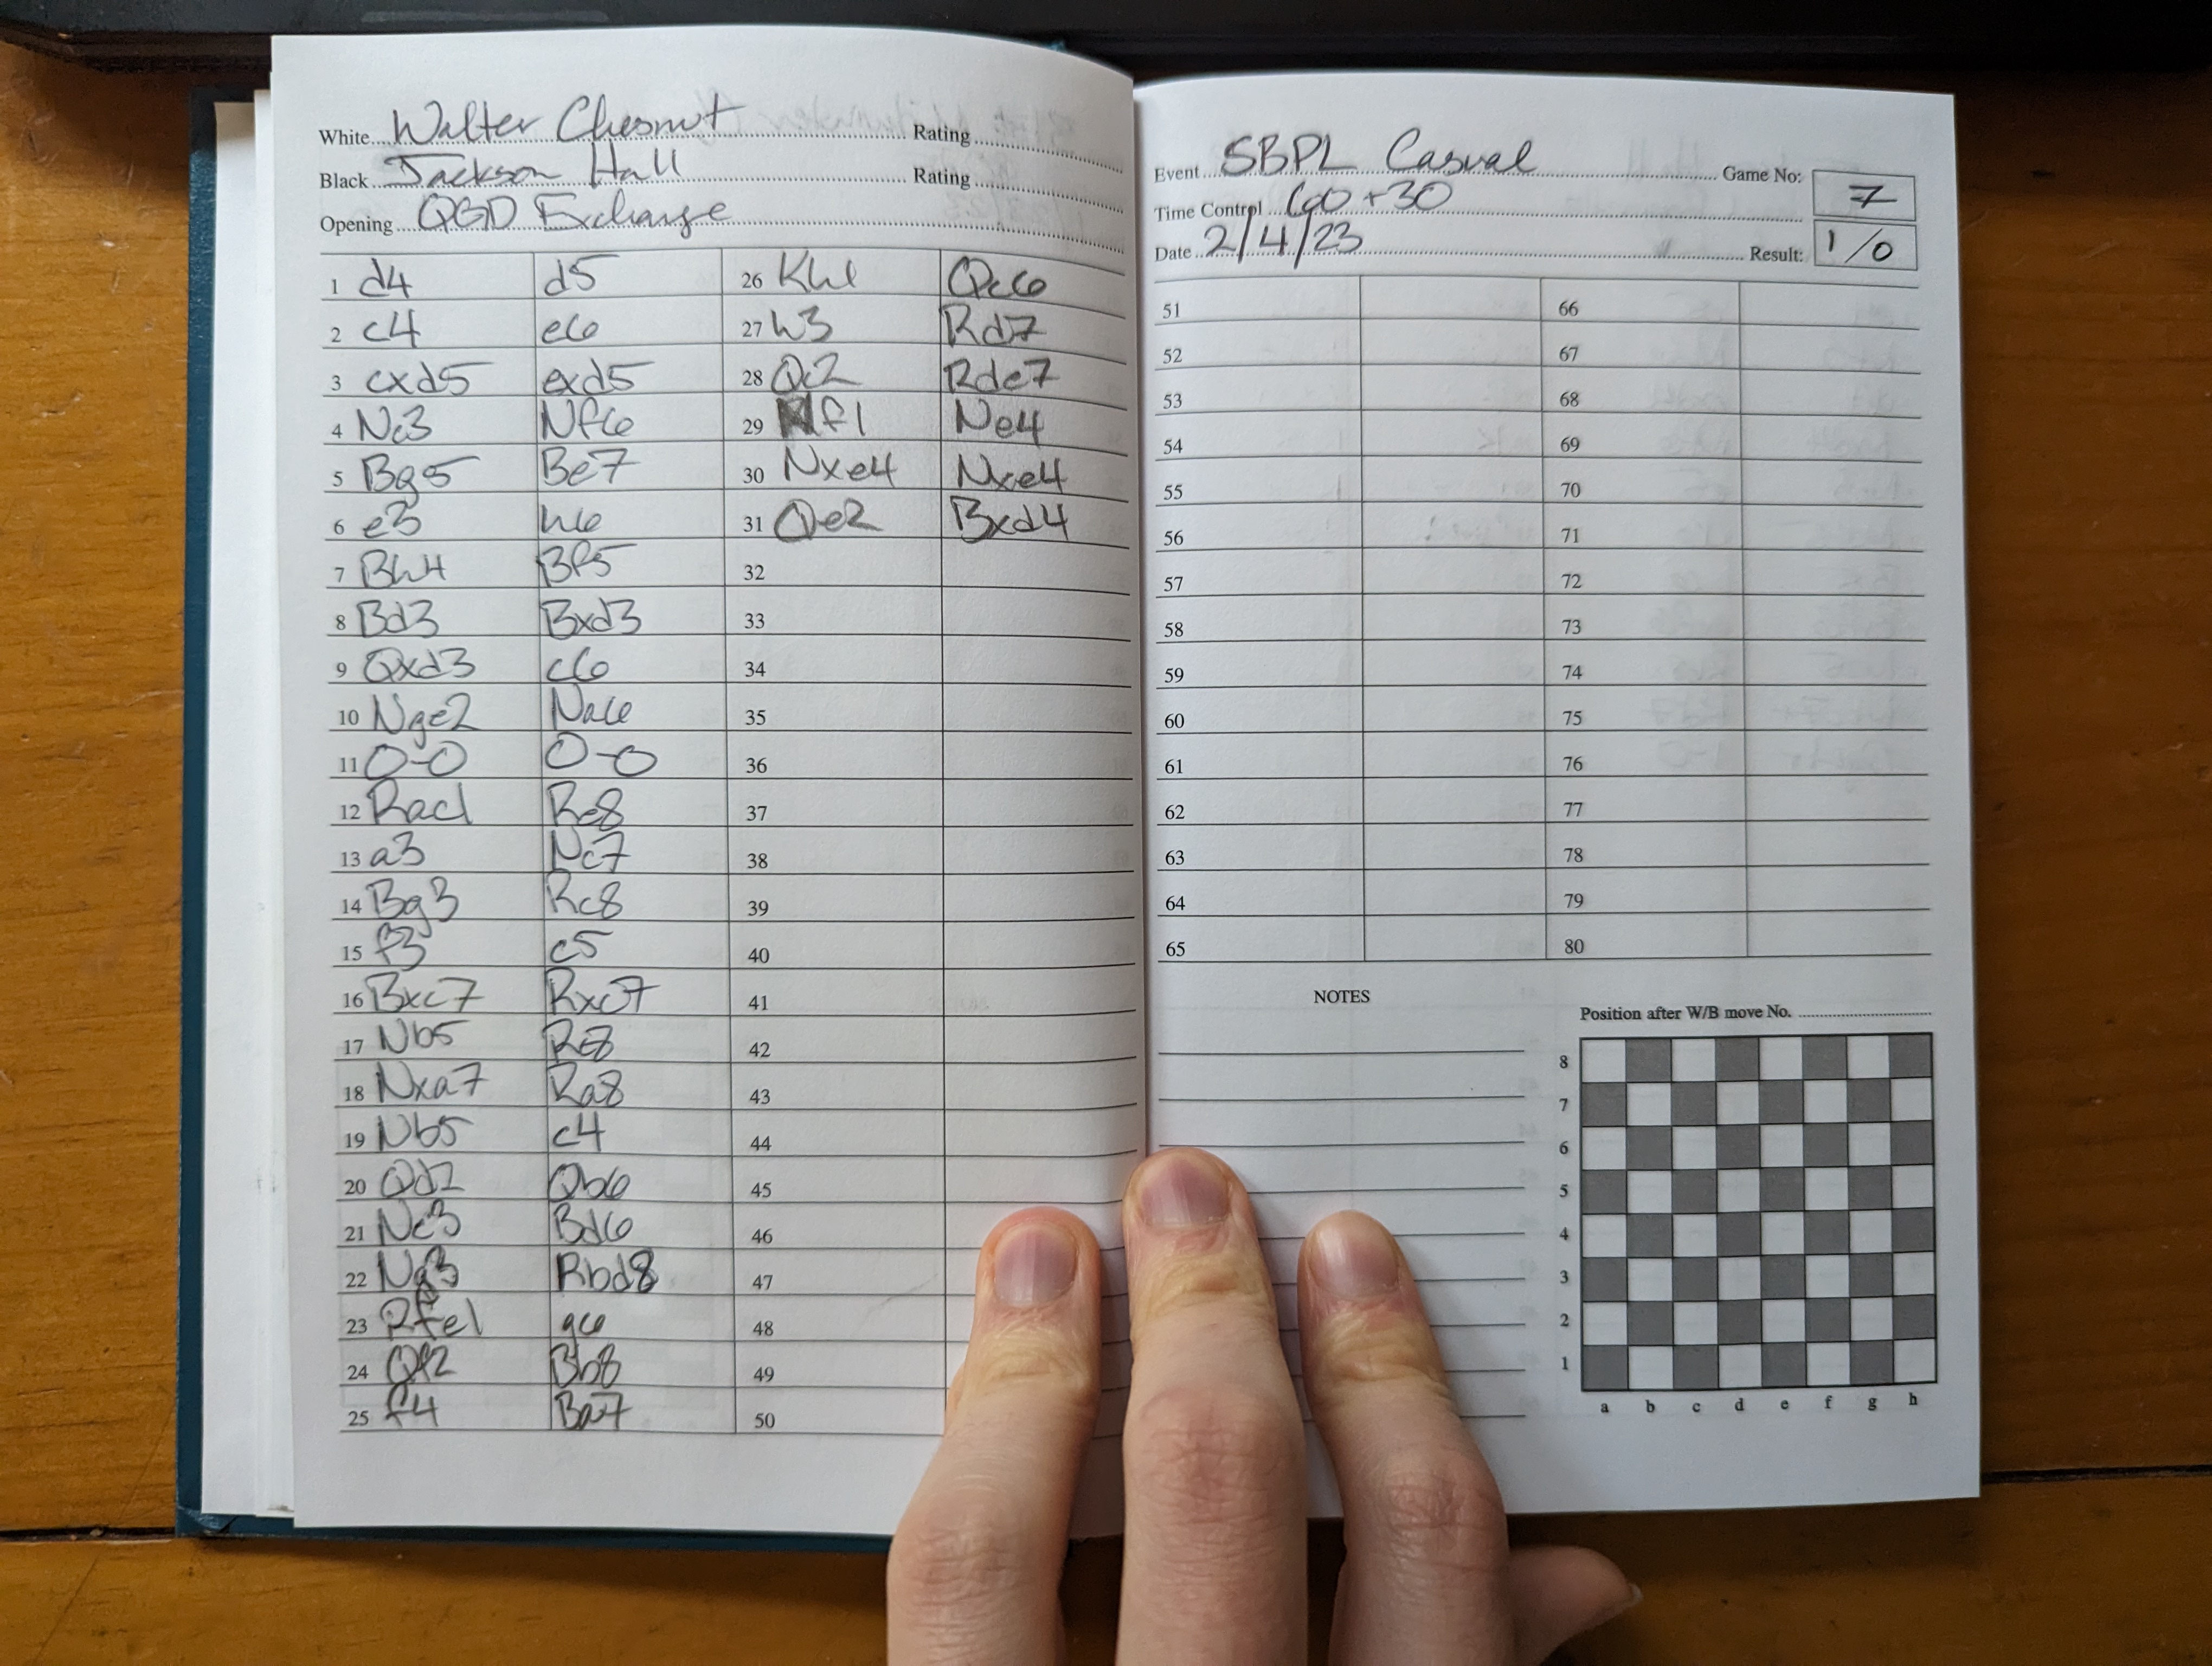 White Walter Chesnut Rating
Black Jackson Hall Rating
Opening QGD Exchange
1 d4 d5
2 c4 e6
3 cxd5 exd5
4 Nc3 Nf6
5 Bg5 Be7
6 e3 h6
7 Bh4 Bf5
8 Bd3 Bxd3
9 Qxd3 c6
10 Nge2 Na6
11 O-O O-O
12 Rac1 Re8
13 a3 Nc7
14 Bg3 Rc8
15 f3 c5
16 Bxc7 Rxc7
17 Nb5 Rc8
18 Nxa7 Ra8
19 Nb5 c4
20 Qd2 Qb6
21 Nc3 Bd6
22 Ng3 Rbd8
23 Rfe1 g6
24 Qf2 Bb8
25 f4 Ba7
26 Kh1 Qc6
27 h3 Rd7
28 Qc2 Rde7
29 Nf1 Ne4
30 Nxe4 Nxe4
31 Qe2 Bxd4
32
33
34
35
36
37
38
39
40
41
42
43
44
45
46
47
48
49
50
Event SBPL Casual Game No: 7
Time Control 60 +30
Date 2/4/23 Result: 1/0
51 66
52 67
53 68
54 69
55 70
56 71
57 72
58 73
59 74
60 75
61 76
62 77
63 78
64 79
65 80
NOTES
Position after W/B move No.
8
7
6
5
4
3
2
1
a b c d e f g h